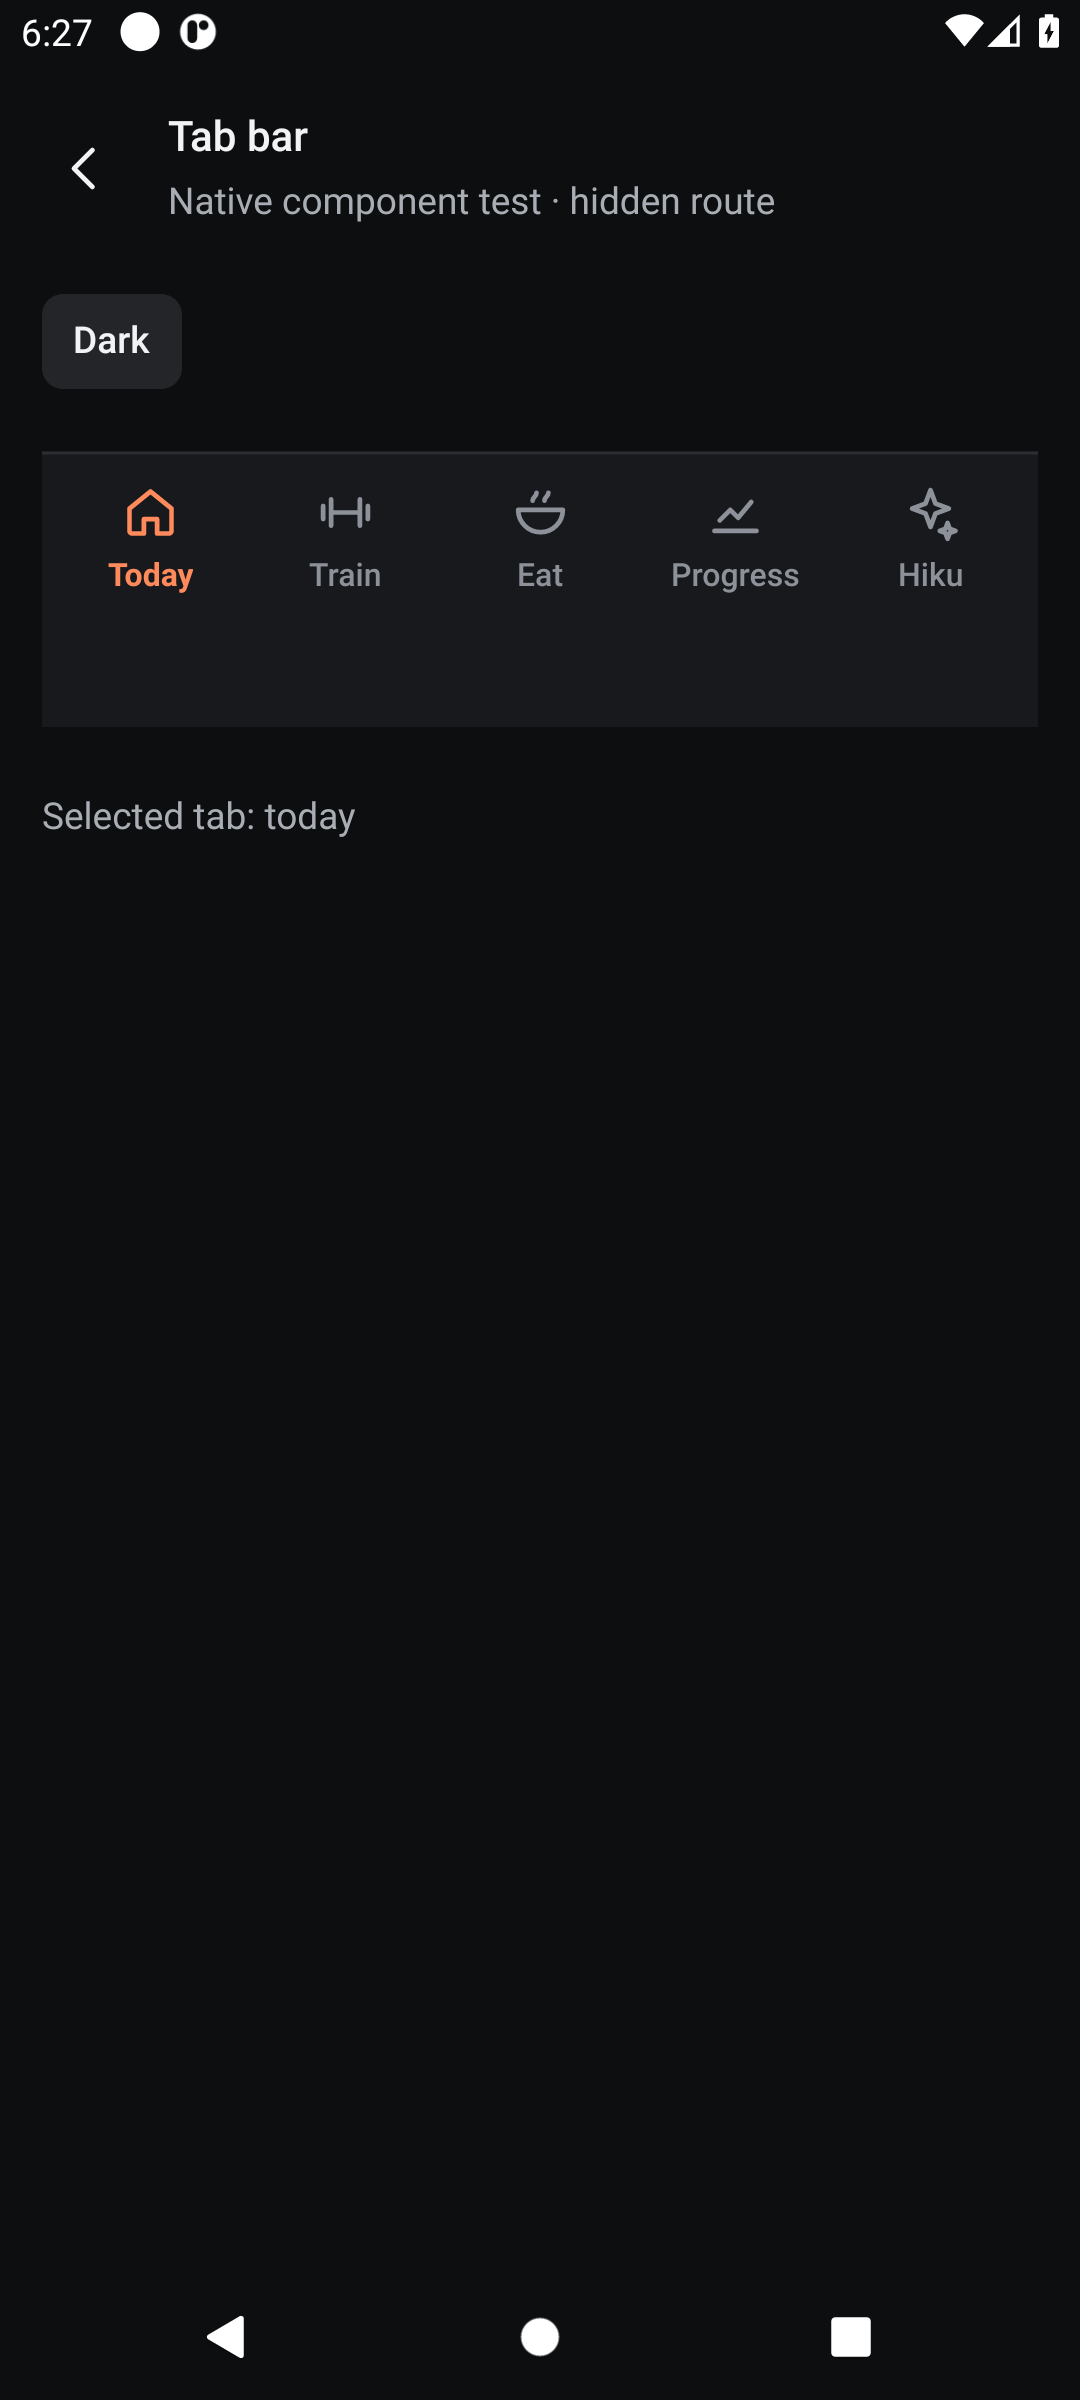 6:27
Tab bar
Native component test · hidden route
Dark
Today Train Eat Progress Hiku
Selected tab: today